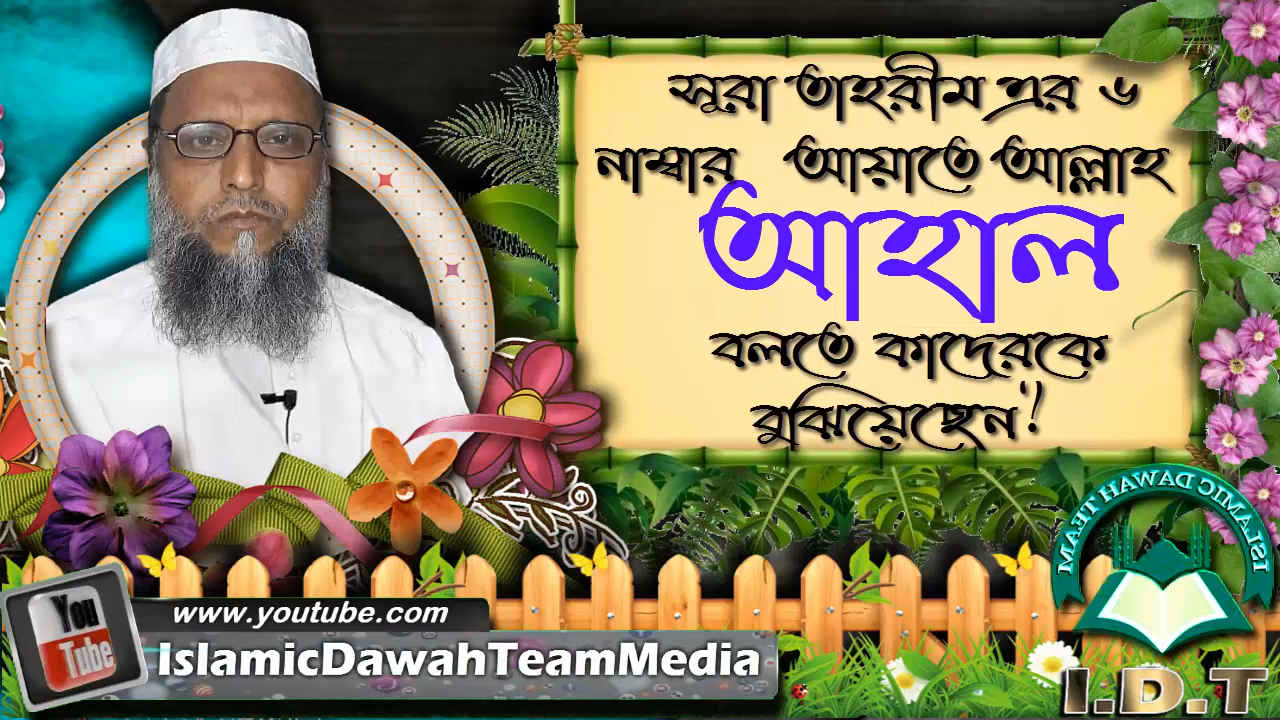 সূরা তাহরীম এর ৬
নাম্বার আয়াতে আল্লাহ
আহাল
বলতে কাদেরকে
বুঝিয়েছেন!
ISLAMIC DAWAH TEAM
I.D.T
You
Tube
www.youtube.com
IslamicDawahTeamMedia